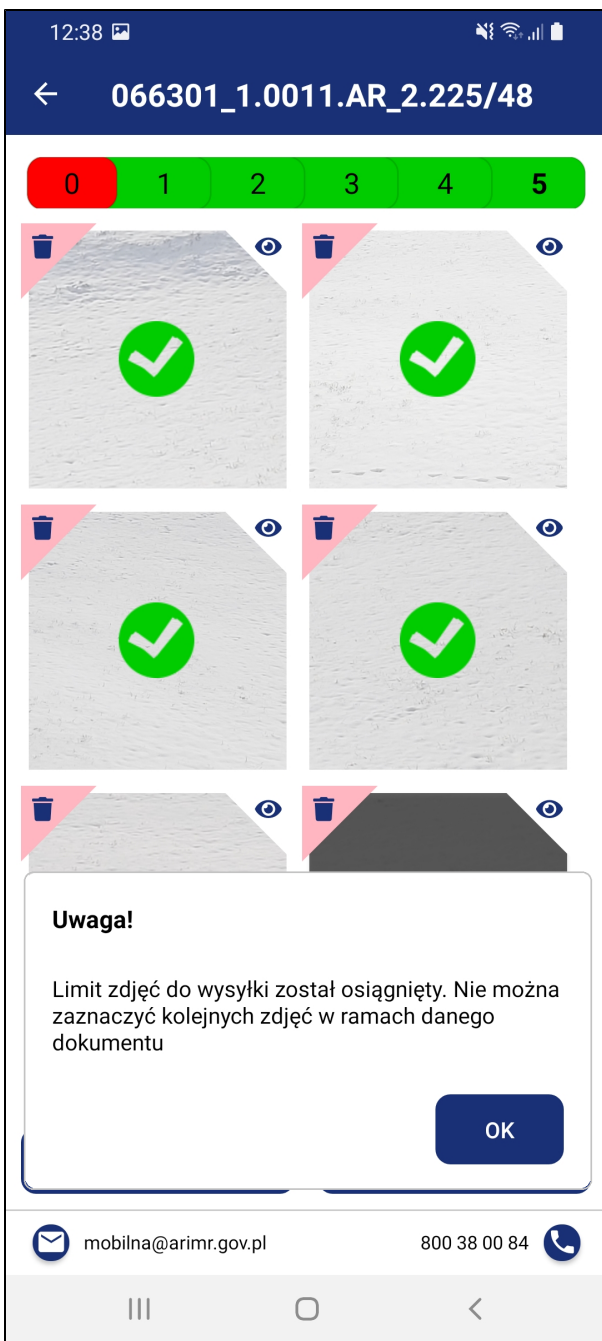 12:38
066301_1.0011.AR_2.225/48
0 1 2 3 4 5
Uwaga!
Limit zdjęć do wysyłki został osiągnięty. Nie można
zaznaczyć kolejnych zdjęć w ramach danego
dokumentu
OK
mobilna@arimr.gov.pl 800 38 00 84